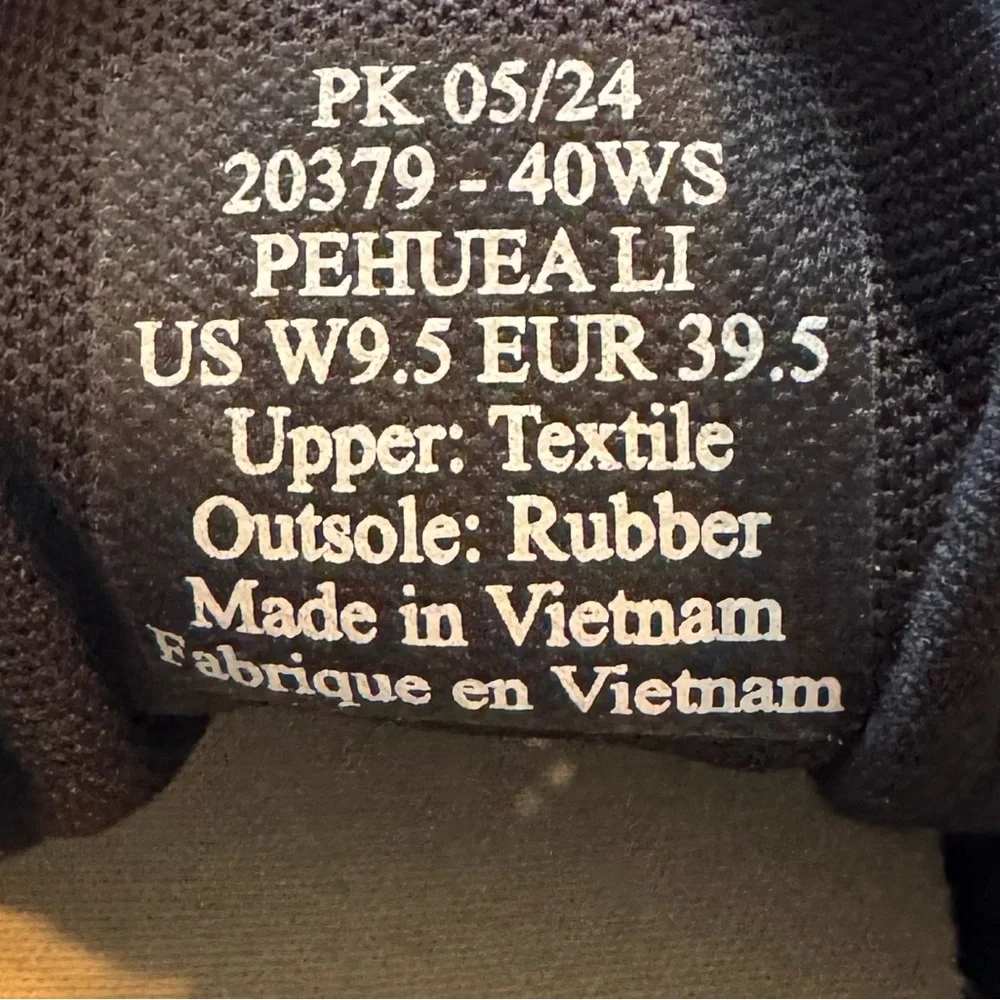 PK 05/24
20379 - 40WS
PEHUEA LI
US W9.5 EUR 39.5
Upper: Textile
Outsole: Rubber
Made in Vietnam
Fabrique en Vietnam